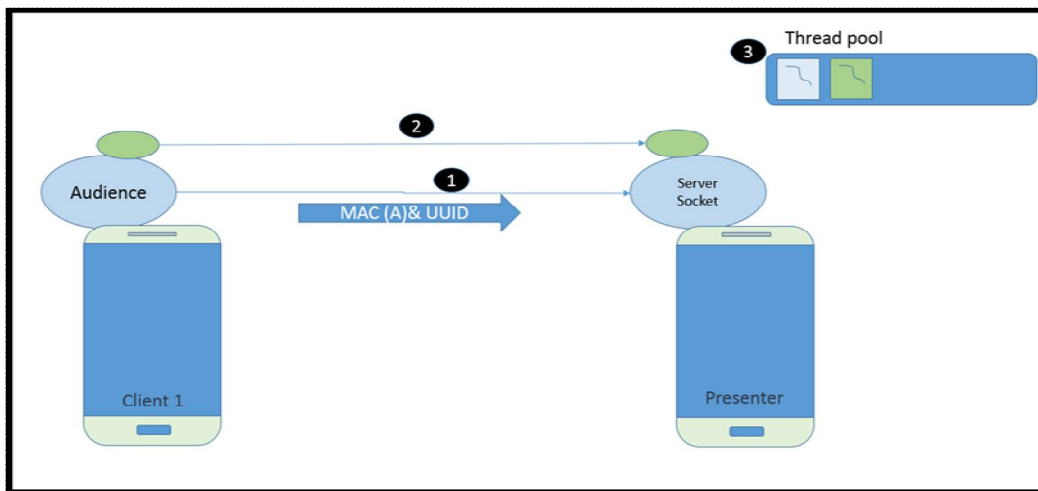 Thread pool
3
2
Audience
1
Server
Socket
MAC (A)& UUID
Client 1
Presenter